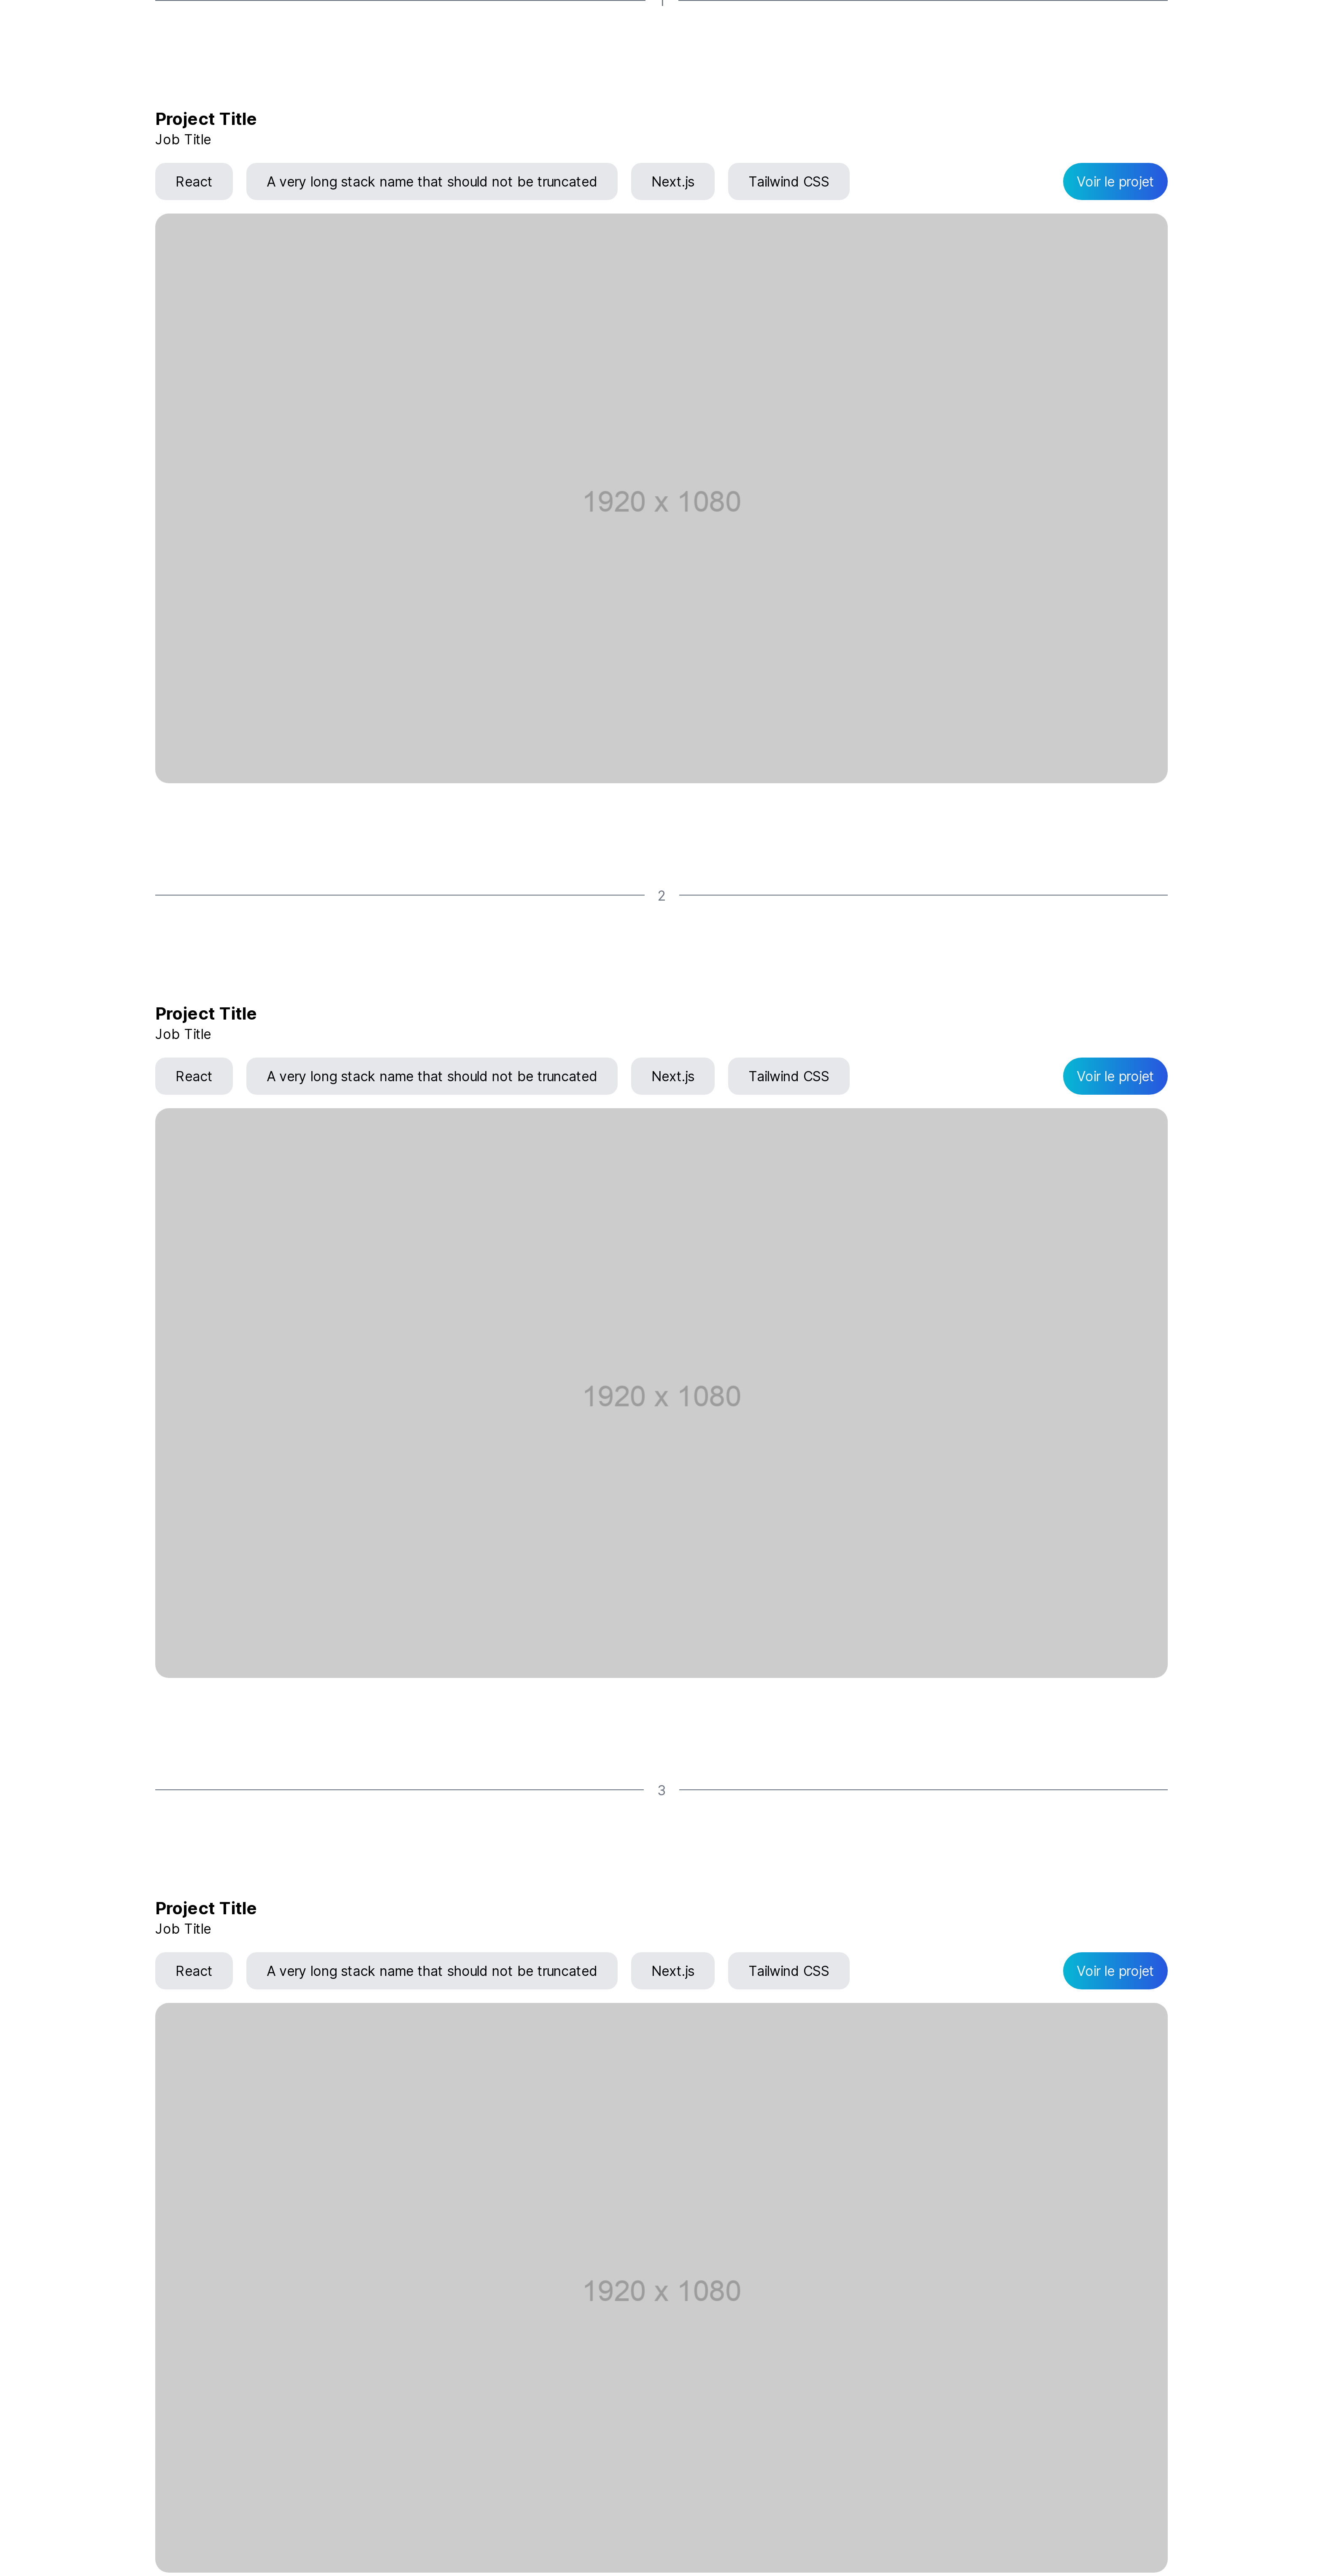 Project Title
Job Title
React A very long stack name that should not be truncated Next.js Tailwind CSS Voir le projet
1920 x 1080
2
Project Title
Job Title
React A very long stack name that should not be truncated Next.js Tailwind CSS Voir le projet
1920 x 1080
3
Project Title
Job Title
React A very long stack name that should not be truncated Next.js Tailwind CSS Voir le projet
1920 x 1080